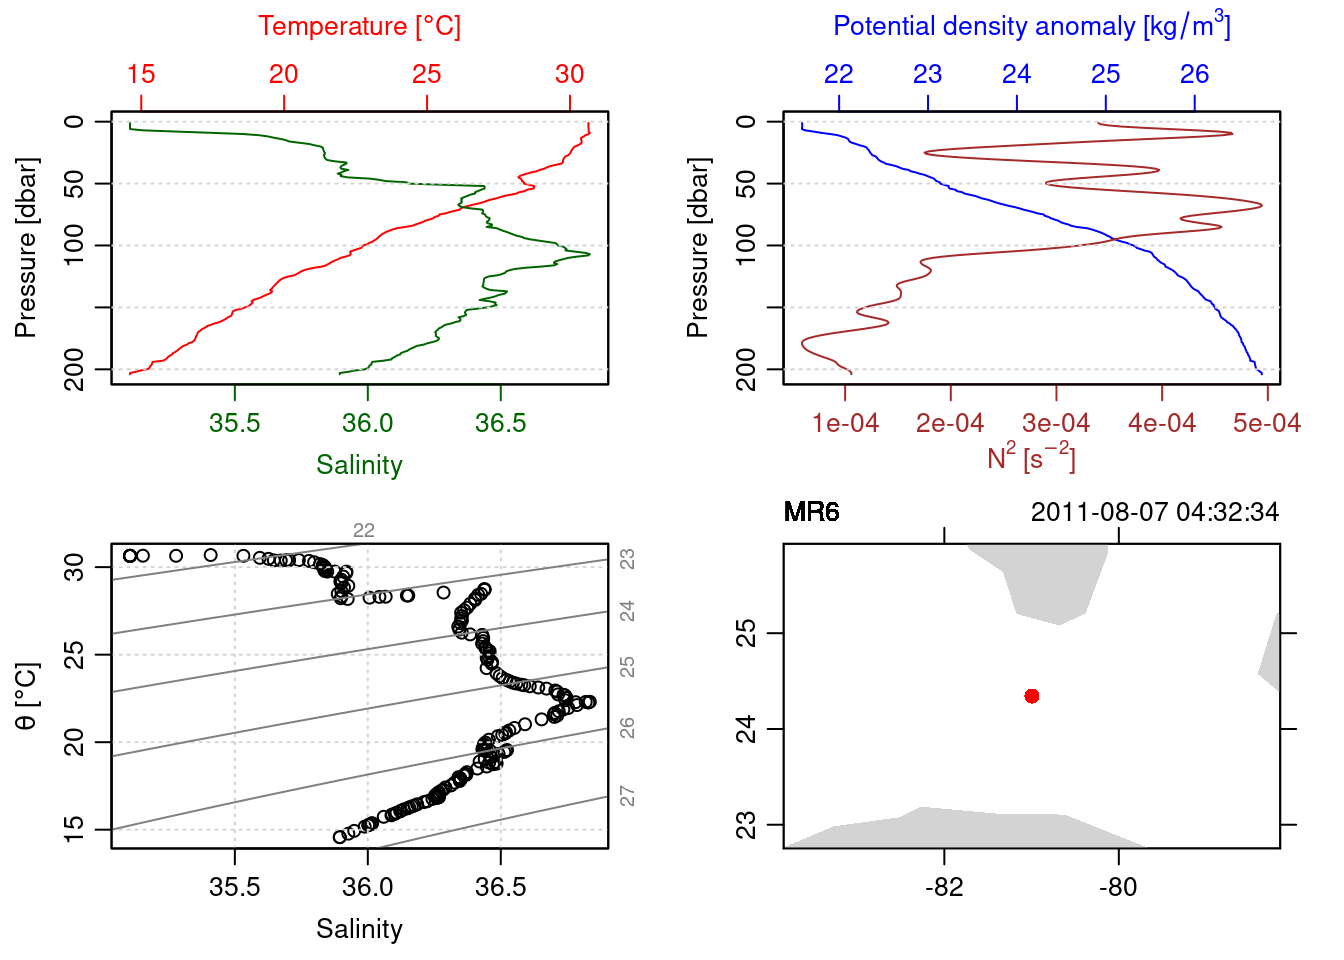 Temperature [°C]
15 20 25 30
0
50
100
200
Pressure [dbar]
35.5 36.0 36.5
Salinity
Potential density anomaly [kg/m³]
22 23 24 25 26
0
50
100
200
Pressure [dbar]
1e-04 2e-04 3e-04 4e-04 5e-04
N² [s⁻²]
22
23
24
25
26
27
30
25
20
15
θ [°C]
35.5 36.0 36.5
Salinity
MR6 2011-08-07 04:32:34
25
24
23
-82 -80